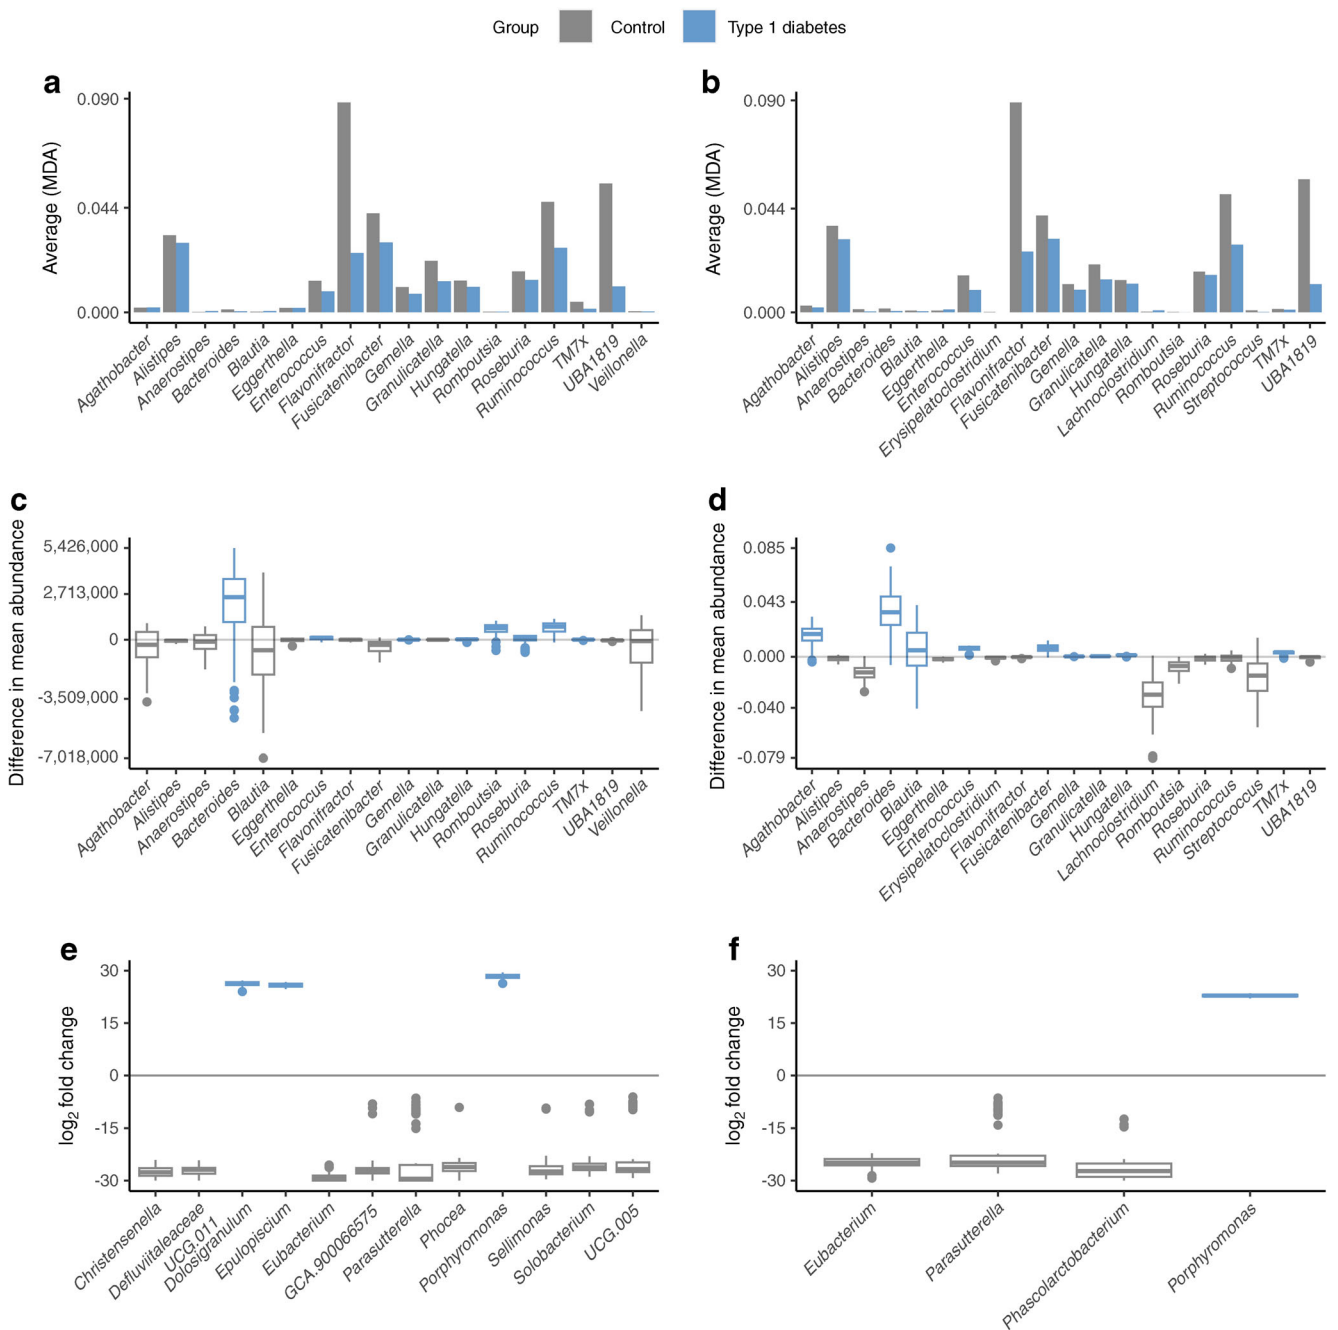 Group Control Type 1 diabetes
a
Average (MDA)
0.090
0.044
0.000
Agathobacter
Alistipes
Anaerostipes
Bacteroides
Blautia
Eggerthella
Enterococcus
Flavonifractor
Fusicatenibacter
Gemella
Granulicatella
Hungatella
Romboutsia
Roseburia
Ruminococcus
TM7x
UBA1819
Veillonella
b
Average (MDA)
0.090
0.044
0.000
Agathobacter
Alistipes
Anaerostipes
Bacteroides
Blautia
Eggerthella
Enterococcus
Erysipelatoclostridium
Flavonifractor
Fusicatenibacter
Gemella
Granulicatella
Hungatella
Lachnoclostridium
Romboutsia
Roseburia
Ruminococcus
Streptococcus
TM7x
UBA1819
c
Difference in mean abundance
5,426,000
2,713,000
0
-3,509,000
-7,018,000
Agathobacter
Alistipes
Anaerostipes
Bacteroides
Blautia
Eggerthella
Enterococcus
Flavonifractor
Fusicatenibacter
Gemella
Granulicatella
Hungatella
Romboutsia
Roseburia
Ruminococcus
TM7x
UBA1819
Veillonella
d
Difference in mean abundance
0.085
0.043
0.000
-0.040
-0.079
Agathobacter
Alistipes
Anaerostipes
Bacteroides
Blautia
Eggerthella
Enterococcus
Erysipelatoclostridium
Flavonifractor
Fusicatenibacter
Gemella
Granulicatella
Hungatella
Lachnoclostridium
Romboutsia
Roseburia
Ruminococcus
Streptococcus
TM7x
UBA1819
e
log2 fold change
30
15
0
-15
-30
Christensenella
Defluviitaleaceae
UCG.011
Dolosigranulum
Epulopiscium
Eubacterium
GCA.900066575
Parasutterella
Phocea
Porphyromonas
Sellimonas
Solobacterium
UCG.005
f
log2 fold change
30
15
0
-15
-30
Eubacterium
Parasutterella
Phascolarctobacterium
Porphyromonas